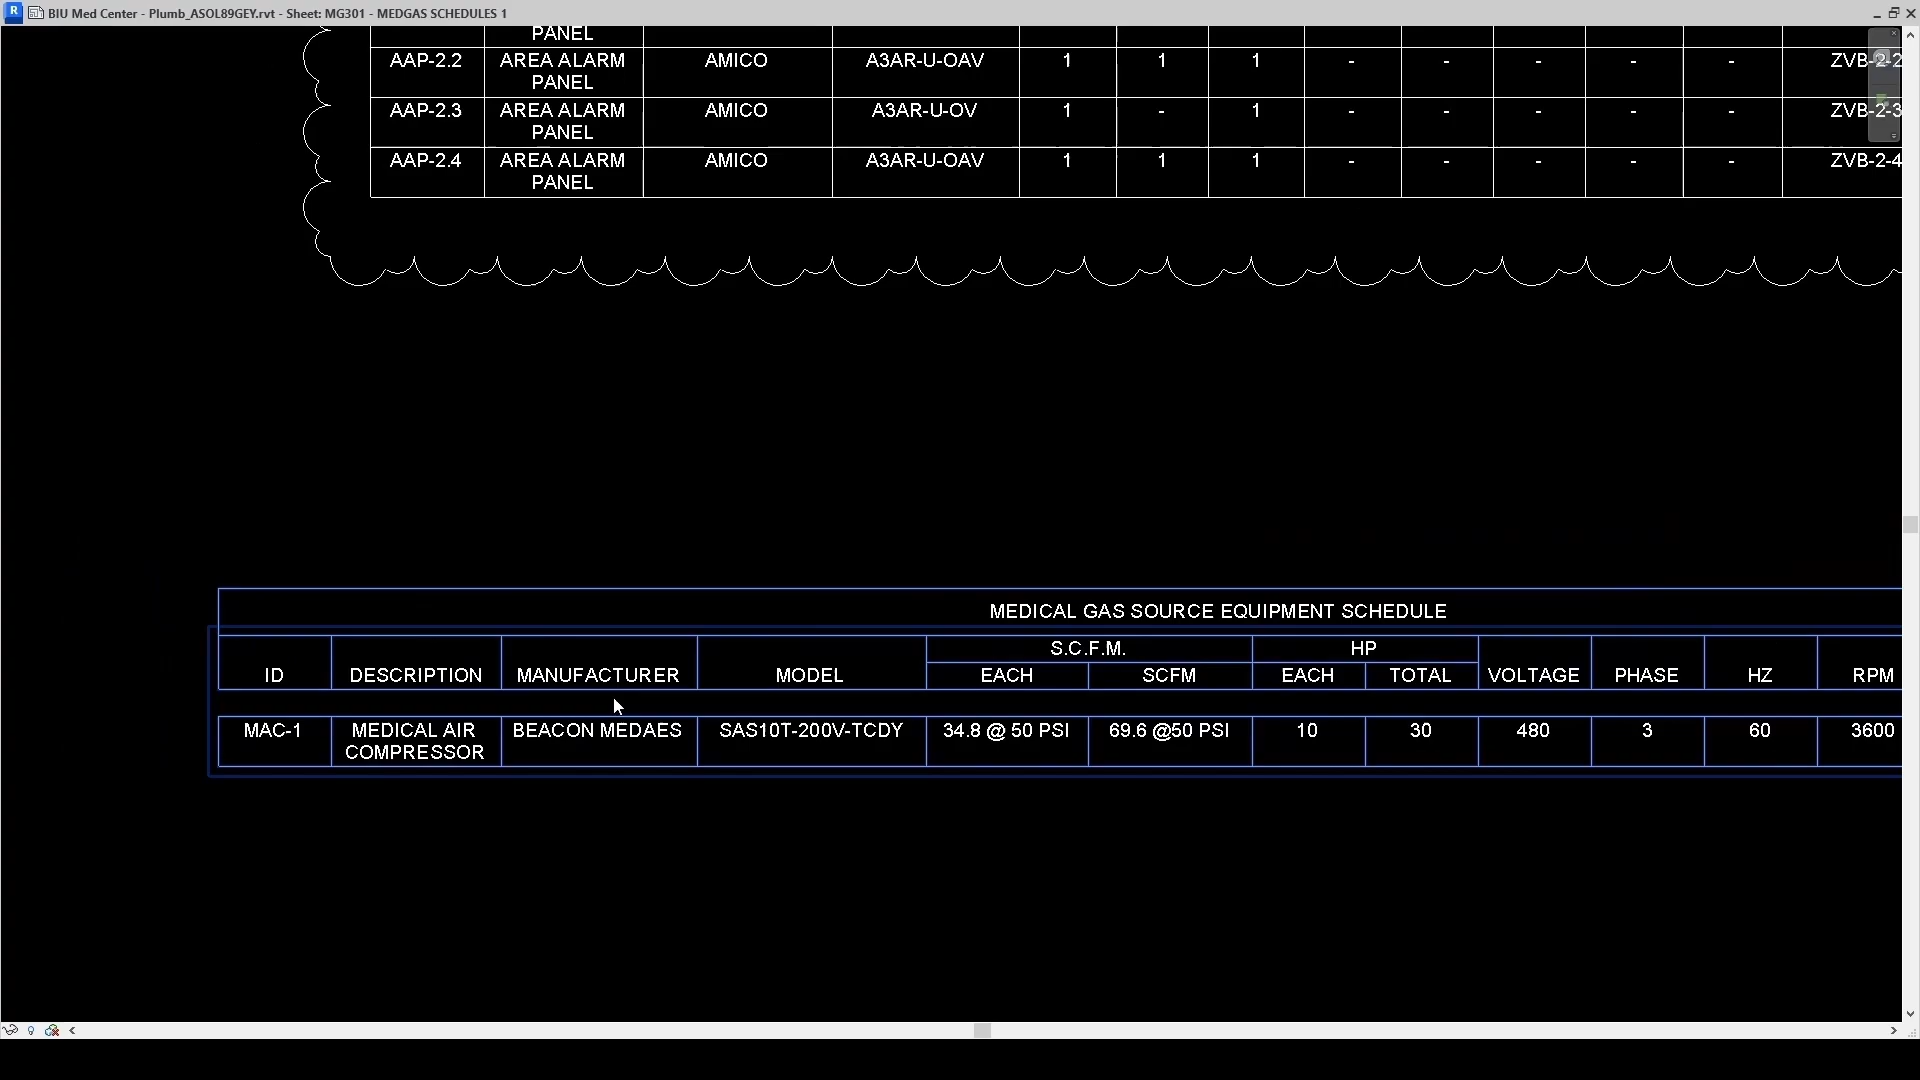 BIU Med Center - Plumb_ASOL89GEY.rvt - Sheet: MG301 - MEDGAS SCHEDULES 1
PANEL
AAP-2.2 AREA ALARM PANEL AMICO A3AR-U-OAV 1 1 1 - - - - - ZVB-2-2
AAP-2.3 AREA ALARM PANEL AMICO A3AR-U-OV 1 - 1 - - - - - ZVB-2-3
AAP-2.4 AREA ALARM PANEL AMICO A3AR-U-OAV 1 1 1 - - - - - ZVB-2-4
MEDICAL GAS SOURCE EQUIPMENT SCHEDULE
S.C.F.M. HP
ID DESCRIPTION MANUFACTURER MODEL EACH SCFM EACH TOTAL VOLTAGE PHASE HZ RPM
MAC-1 MEDICAL AIR COMPRESSOR BEACON MEDAES SAS10T-200V-TCDY 34.8 @ 50 PSI 69.6 @50 PSI 10 30 480 3 60 3600